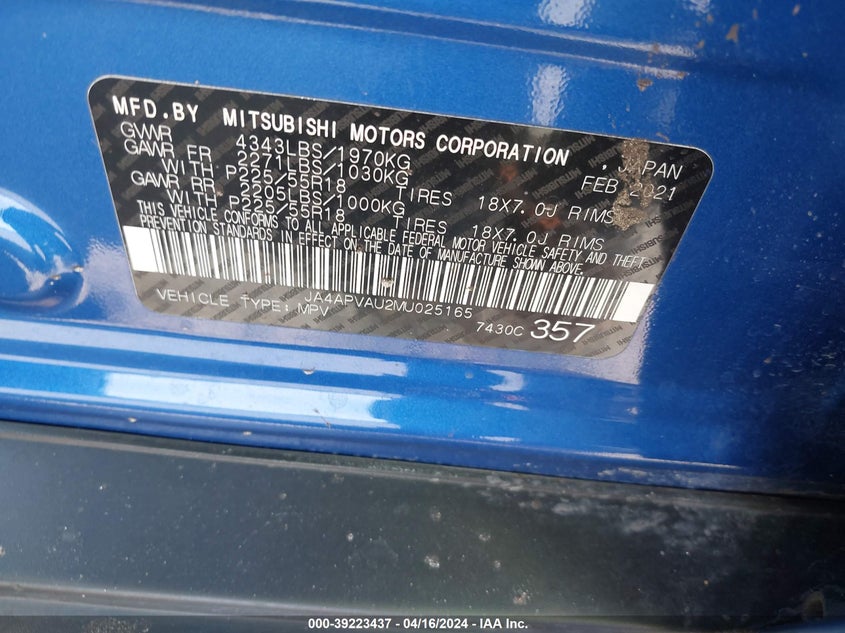 MFD.BY MITSUBISHI MOTORS CORPORATION , JAPAN
GVWR 4343LBS/1970KG FEB 2021
GAWR FR 2271LBS/1030KG
WITH P225/55R18 TIRES 18X7.0J RIMS
GAWR RR 2205LBS/1000KG
WITH P225/55R18 TIRES 18X7.0J RIMS
THIS VEHICLE CONFORMS TO ALL APPLICABLE FEDERAL MOTOR VEHICLE SAFETY AND THEFT
PREVENTION STANDARDS IN EFFECT ON THE DATE OF MANUFACTURE SHOWN ABOVE.
JA4APVAU2MU025165
VEHICLE TYPE: MPV 7430C 357
000-39223437 - 04/16/2024 - IAA Inc.